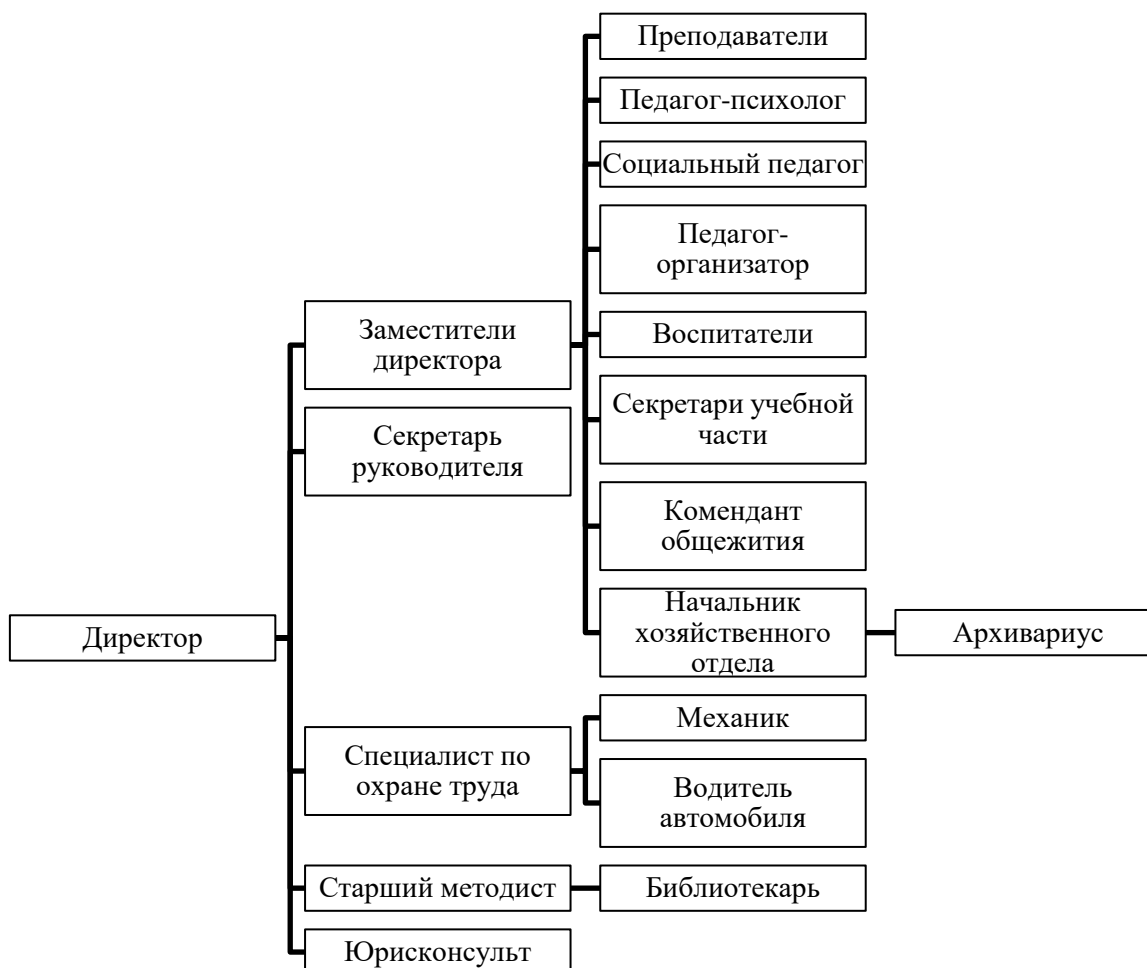 Преподаватели
Педагог-психолог
Социальный педагог
Педагог-
организатор
Заместители
директора
Воспитатели
Секретари учебной
части
Секретарь
руководителя
Комендант
общежития
Директор
Начальник
хозяйственного
отдела
Архивариус
Механик
Специалист по
охране труда
Водитель
автомобиля
Старший методист
Библиотекарь
Юрисконсульт